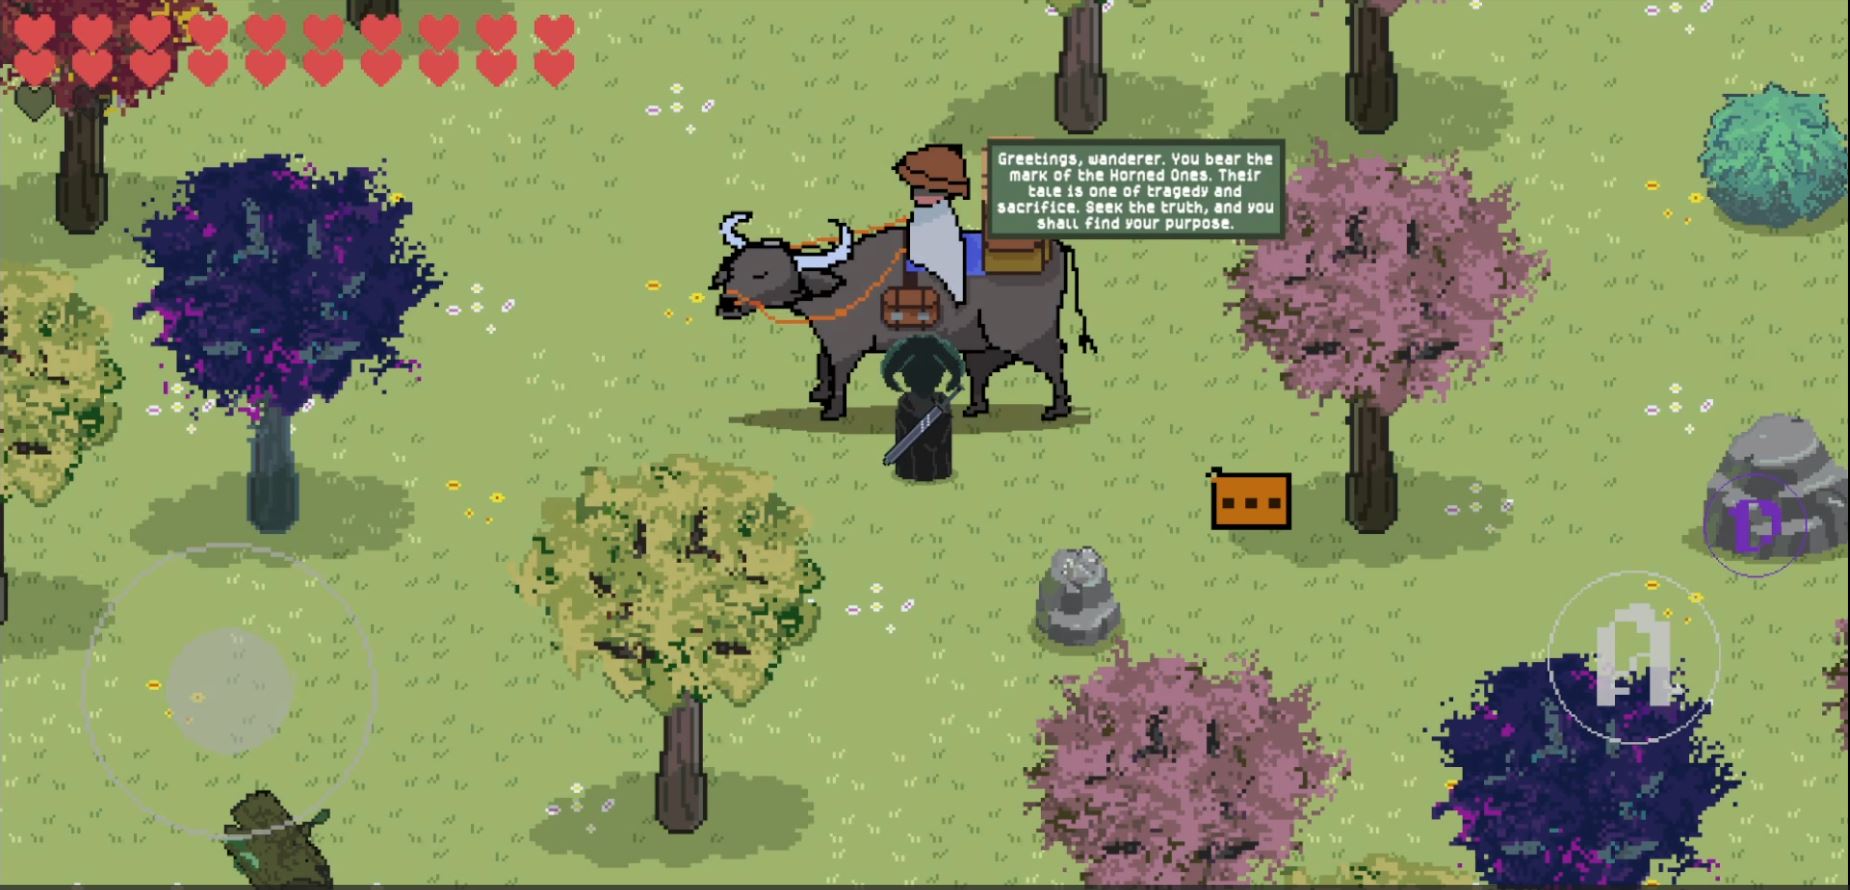 Greetings, wanderer. You bear the
mark of the Horned Ones. Their
tale is one of tragedy and
sacrifice. Seek the truth, and you
shall find your purpose.
D
A